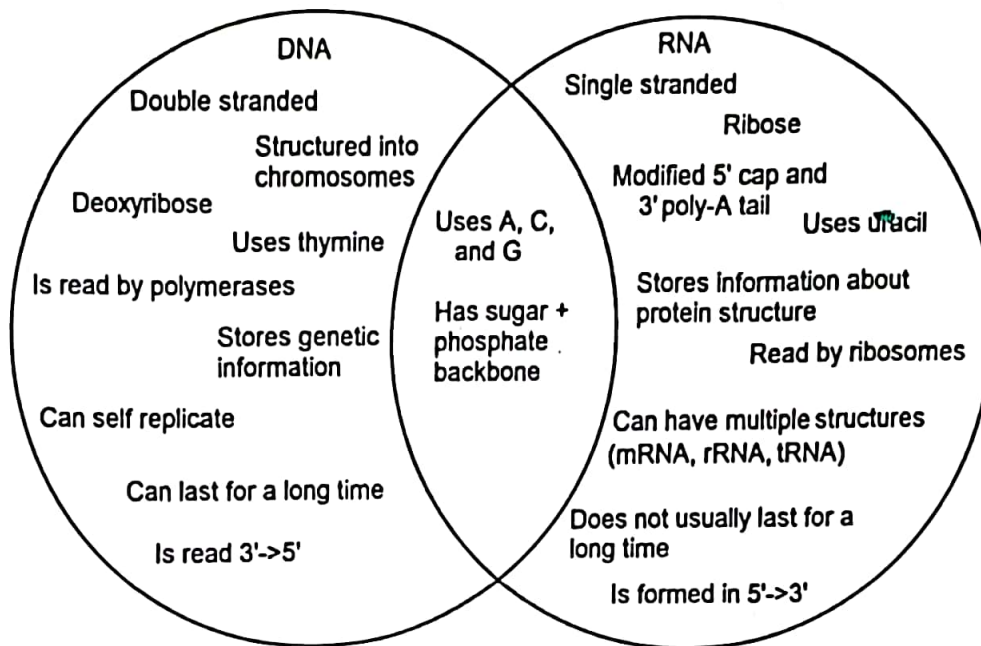 DNA
Double stranded
Structured into
chromosomes
Deoxyribose
Uses thymine
Is read by polymerases
Stores genetic
information
Can self replicate
Can last for a long time
Is read 3'->5'
Uses A, C,
and G
Has sugar +
phosphate
backbone
RNA
Single stranded
Ribose
Modified 5' cap and
3' poly-A tail
Uses uracil
Stores information about
protein structure
Read by ribosomes
Can have multiple structures
(mRNA, rRNA, tRNA)
Does not usually last for a
long time
Is formed in 5'->3'